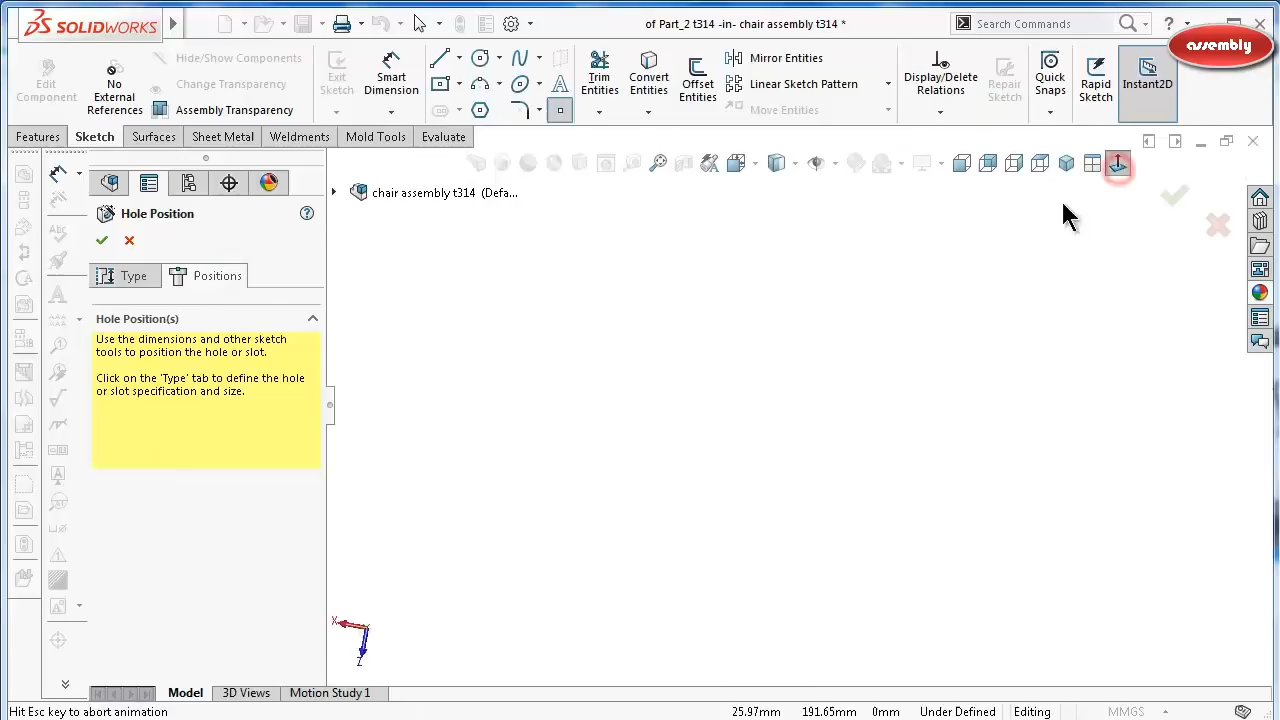 SOLIDWORKS
of Part_2 t314 -in- chair assembly t314 *
Search Commands
?
assembly
Edit Component
No External References
Hide/Show Components
Change Transparency
Assembly Transparency
Exit Sketch
Smart Dimension
Trim Entities
Convert Entities
Offset Entities
Mirror Entities
Linear Sketch Pattern
Move Entities
Display/Delete Relations
Repair Sketch
Quick Snaps
Rapid Sketch
Instant2D
Features
Sketch
Surfaces
Sheet Metal
Weldments
Mold Tools
Evaluate
chair assembly t314 (Defa...
Hole Position
?
Type
Positions
Hole Position(s)
Use the dimensions and other sketch
tools to position the hole or slot.
Click on the 'Type' tab to define the hole
or slot specification and size.
X
Z
Model
3D Views
Motion Study 1
Hit Esc key to abort animation
25.97mm
191.65mm
0mm
Under Defined
Editing
MMGS